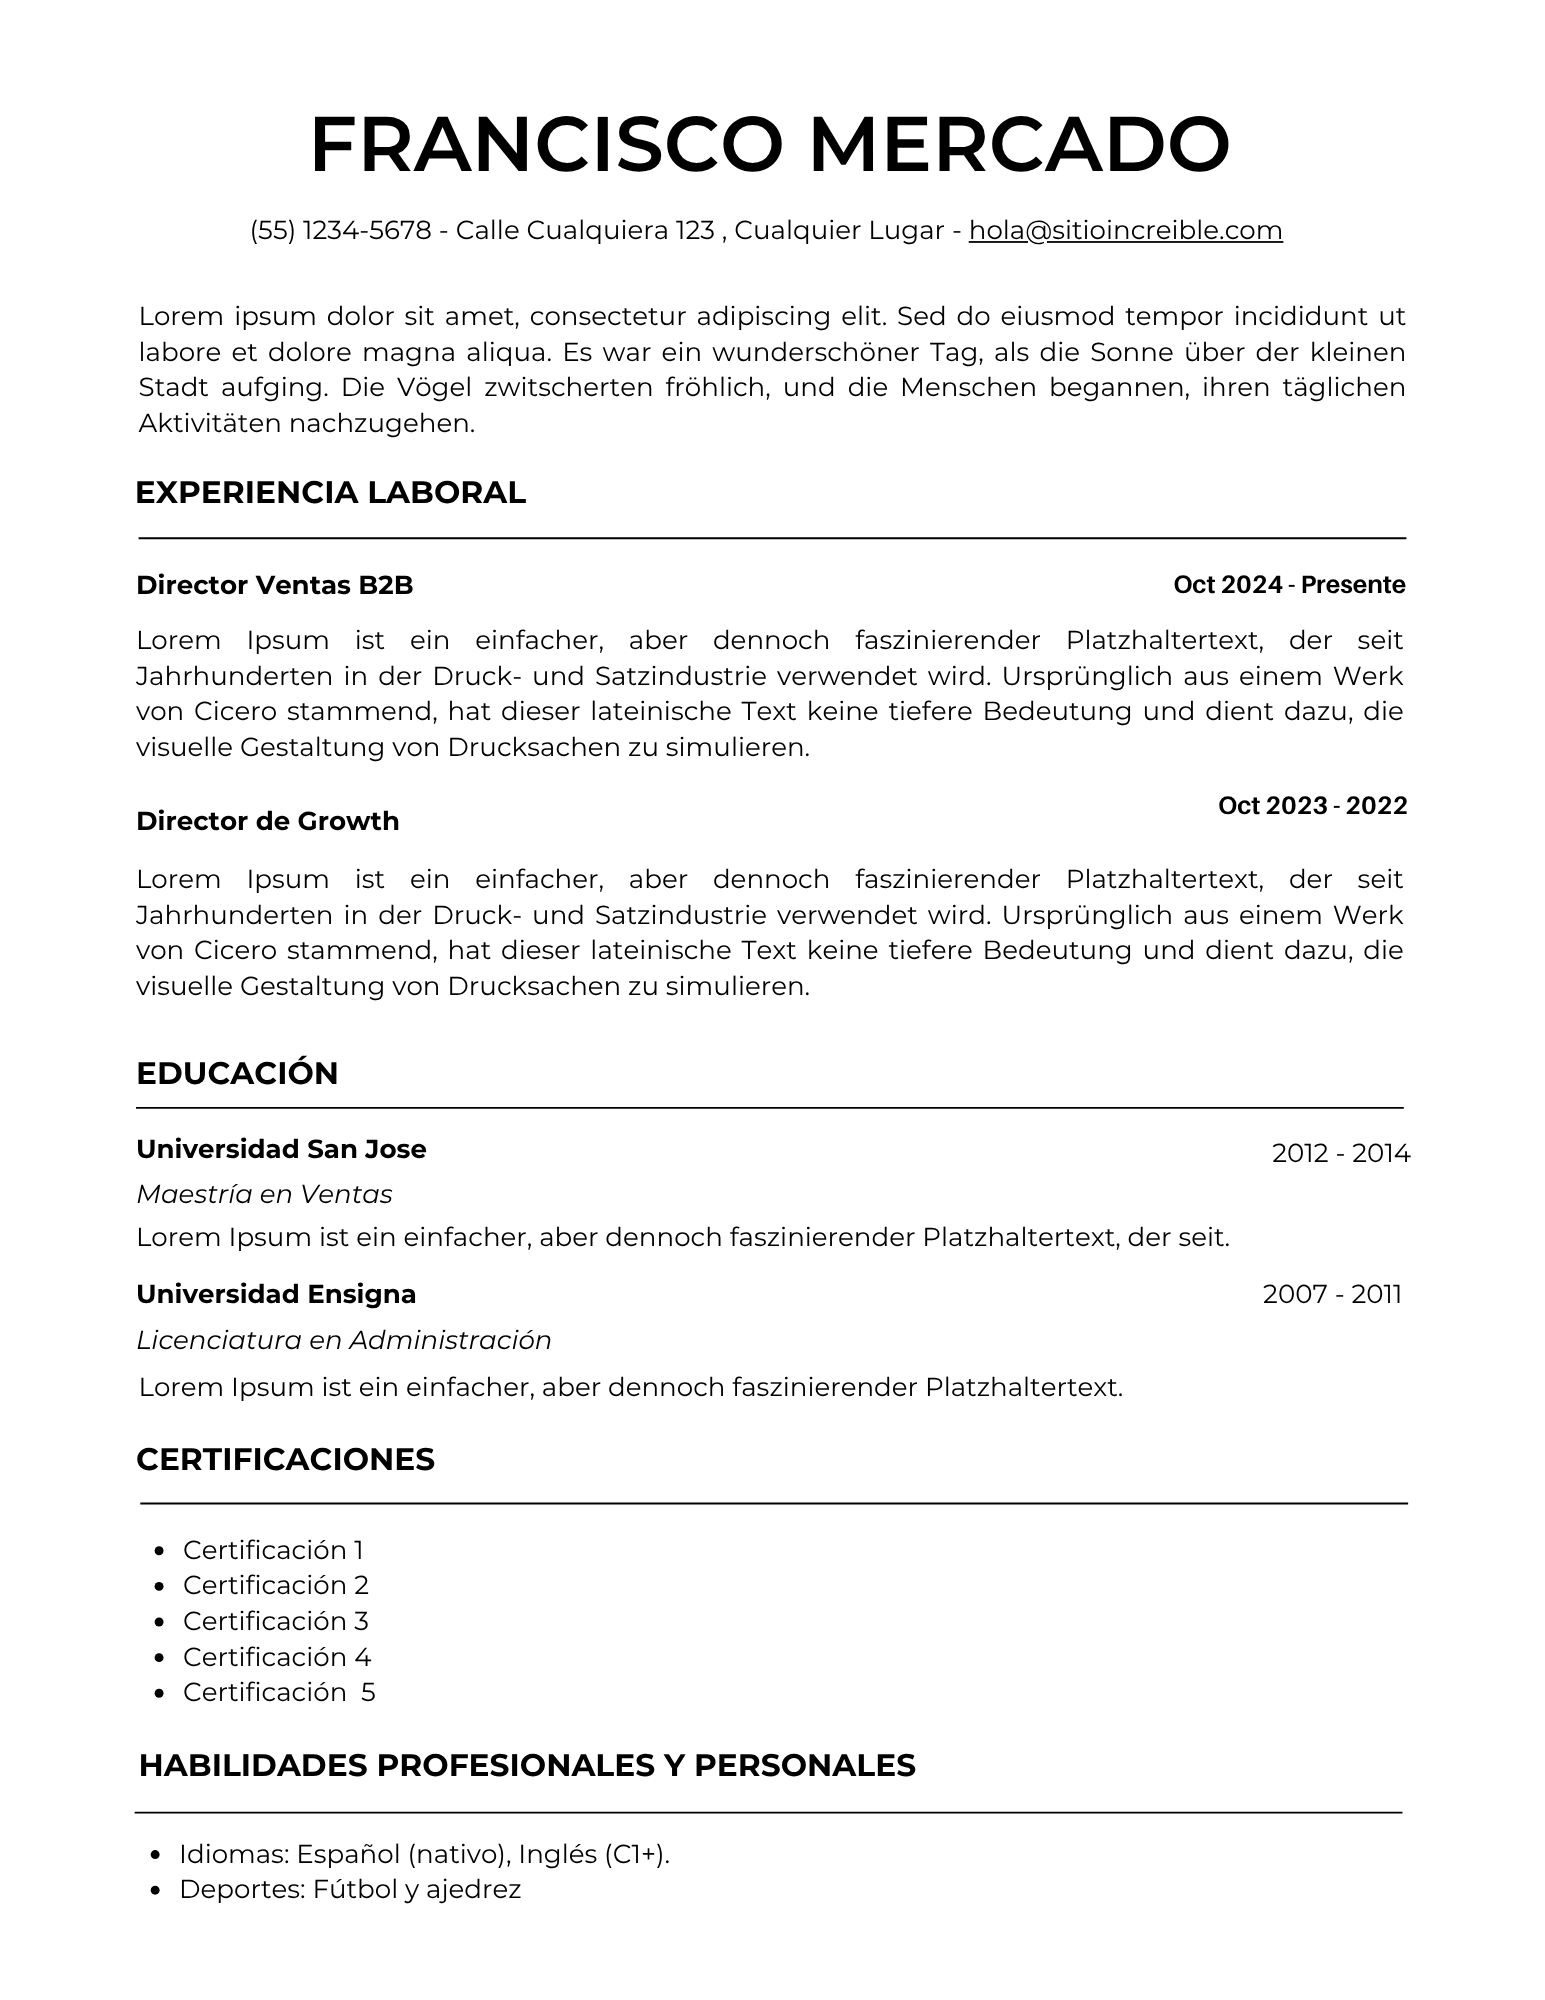 FRANCISCO MERCADO
(55) 1234-5678 - Calle Cualquiera 123 , Cualquier Lugar - hola@sitioincreible.com
Lorem ipsum dolor sit amet, consectetur adipiscing elit. Sed do eiusmod tempor incididunt ut
labore et dolore magna aliqua. Es war ein wunderschöner Tag, als die Sonne über der kleinen
Stadt aufging. Die Vögel zwitscherten fröhlich, und die Menschen begannen, ihren täglichen
Aktivitäten nachzugehen.
EXPERIENCIA LABORAL
Director Ventas B2B Oct 2024 - Presente
Lorem Ipsum ist ein einfacher, aber dennoch faszinierender Platzhaltertext, der seit
Jahrhunderten in der Druck- und Satzindustrie verwendet wird. Ursprünglich aus einem Werk
von Cicero stammend, hat dieser lateinische Text keine tiefere Bedeutung und dient dazu, die
visuelle Gestaltung von Drucksachen zu simulieren.
Director de Growth Oct 2023 - 2022
Lorem Ipsum ist ein einfacher, aber dennoch faszinierender Platzhaltertext, der seit
Jahrhunderten in der Druck- und Satzindustrie verwendet wird. Ursprünglich aus einem Werk
von Cicero stammend, hat dieser lateinische Text keine tiefere Bedeutung und dient dazu, die
visuelle Gestaltung von Drucksachen zu simulieren.
EDUCACIÓN
Universidad San Jose 2012 - 2014
Maestría en Ventas
Lorem Ipsum ist ein einfacher, aber dennoch faszinierender Platzhaltertext, der seit.
Universidad Ensigna 2007 - 2011
Licenciatura en Administración
Lorem Ipsum ist ein einfacher, aber dennoch faszinierender Platzhaltertext.
CERTIFICACIONES
• Certificación 1
• Certificación 2
• Certificación 3
• Certificación 4
• Certificación 5
HABILIDADES PROFESIONALES Y PERSONALES
• Idiomas: Español (nativo), Inglés (C1+).
• Deportes: Fútbol y ajedrez